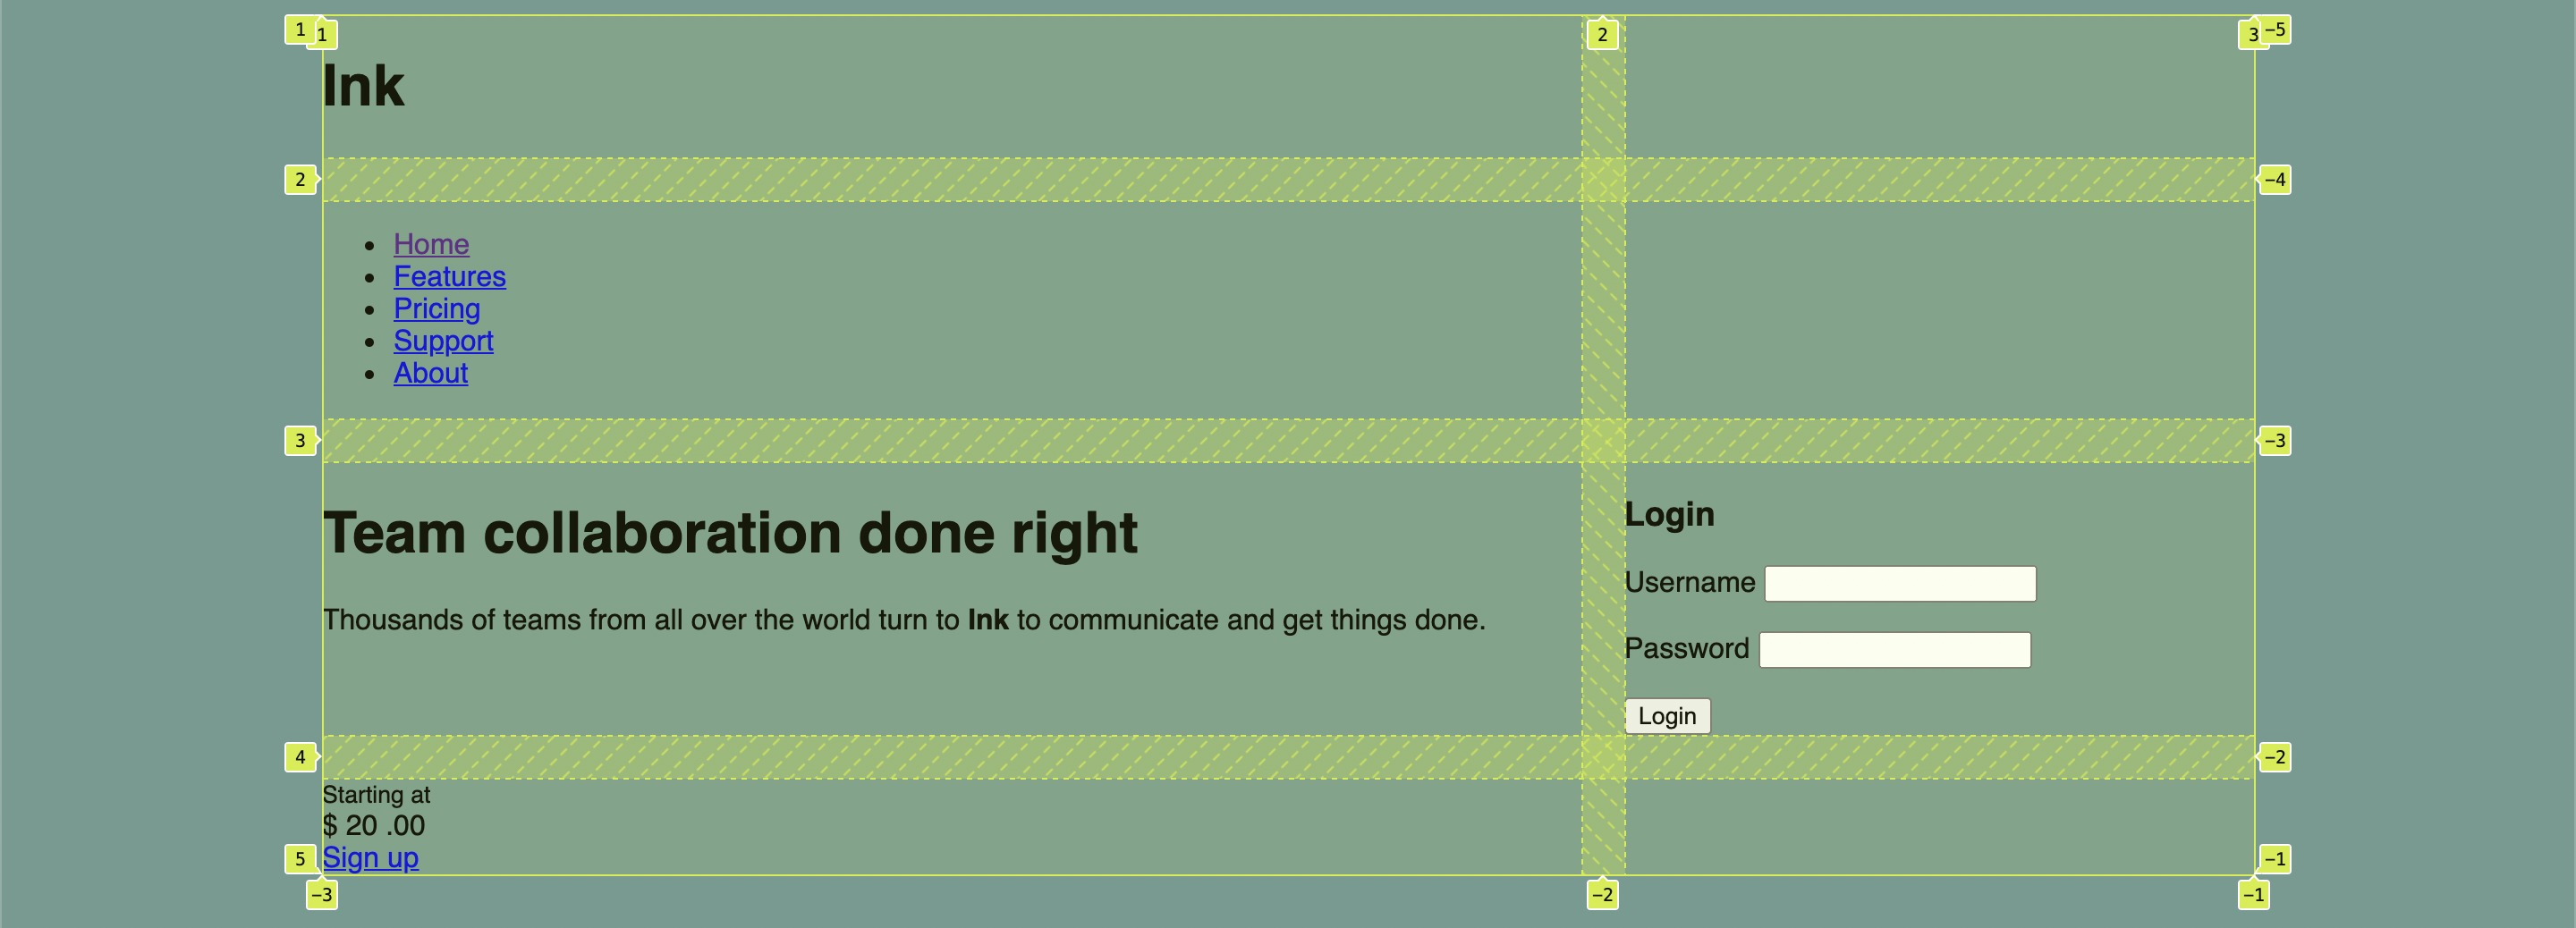 1 1 2 3 -5
Ink
2 -4
Home
Features
Pricing
Support
About
3 -3
Team collaboration done right
Login
Username
Thousands of teams from all over the world turn to Ink to communicate and get things done.
Password
Login
4 -2
Starting at
$ 20 .00
5 Sign up -1
-3 -2 -1